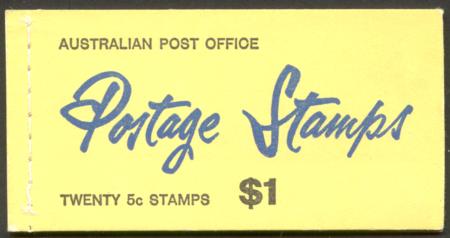 AUSTRALIAN POST OFFICE
Postage Stamps
TWENTY 5c STAMPS $1